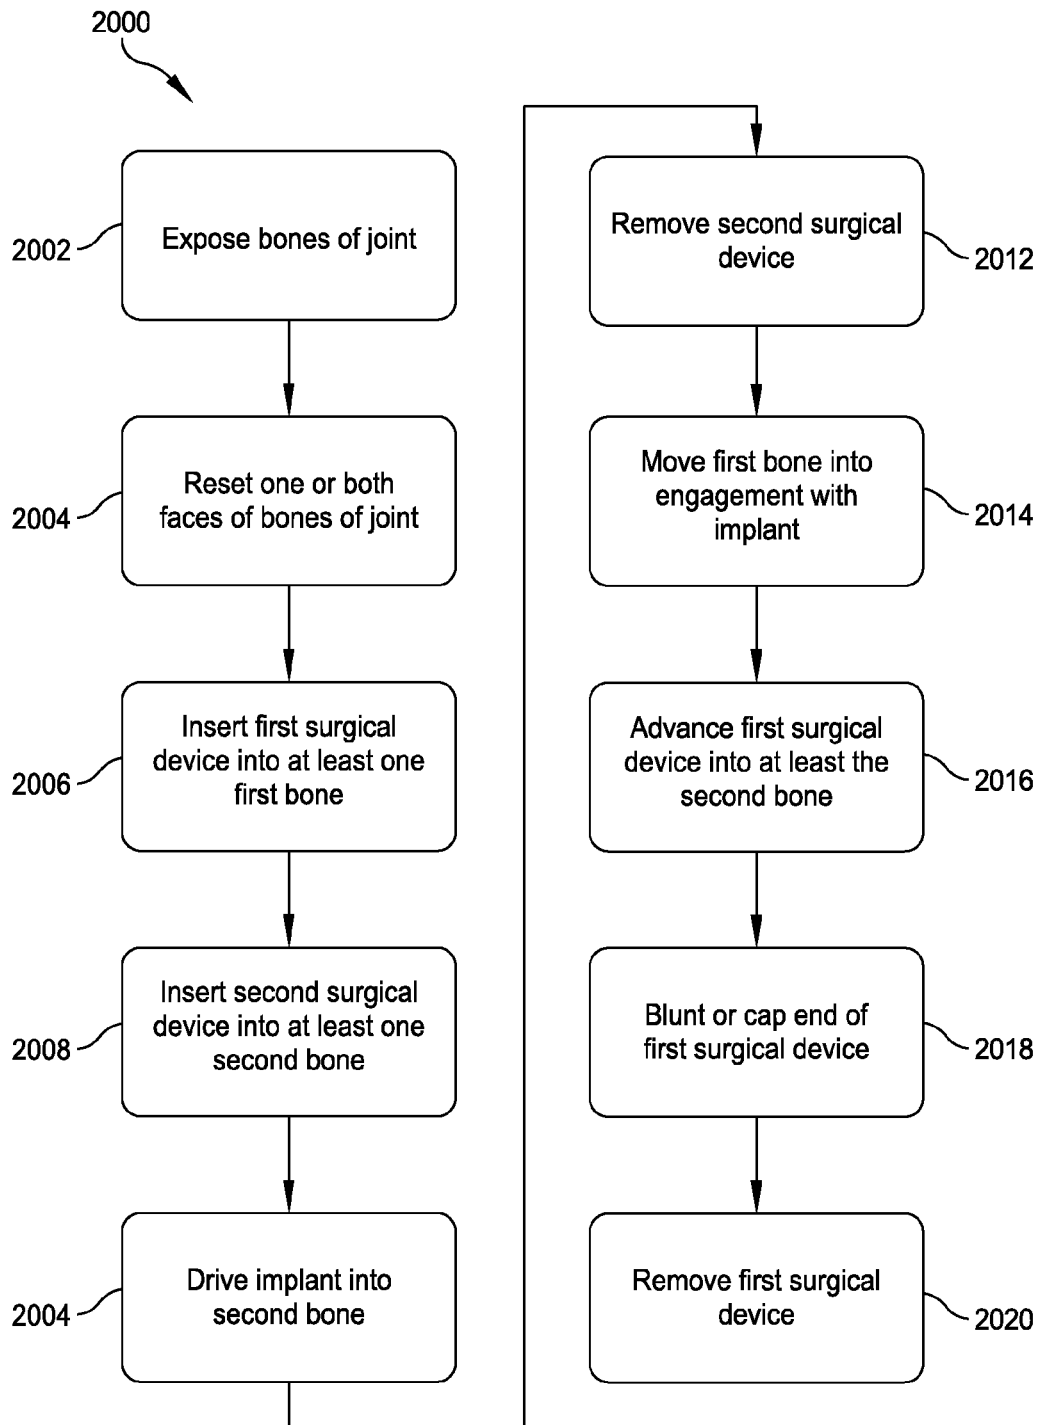 2000
2002
Expose bones of joint
2004
Reset one or both
faces of bones of joint
2006
Insert first surgical
device into at least one
first bone
2008
Insert second surgical
device into at least one
second bone
2004
Drive implant into
second bone
Remove second surgical
device
2012
Move first bone into
engagement with
implant
2014
Advance first surgical
device into at least the
second bone
2016
Blunt or cap end of
first surgical device
2018
Remove first surgical
device
2020